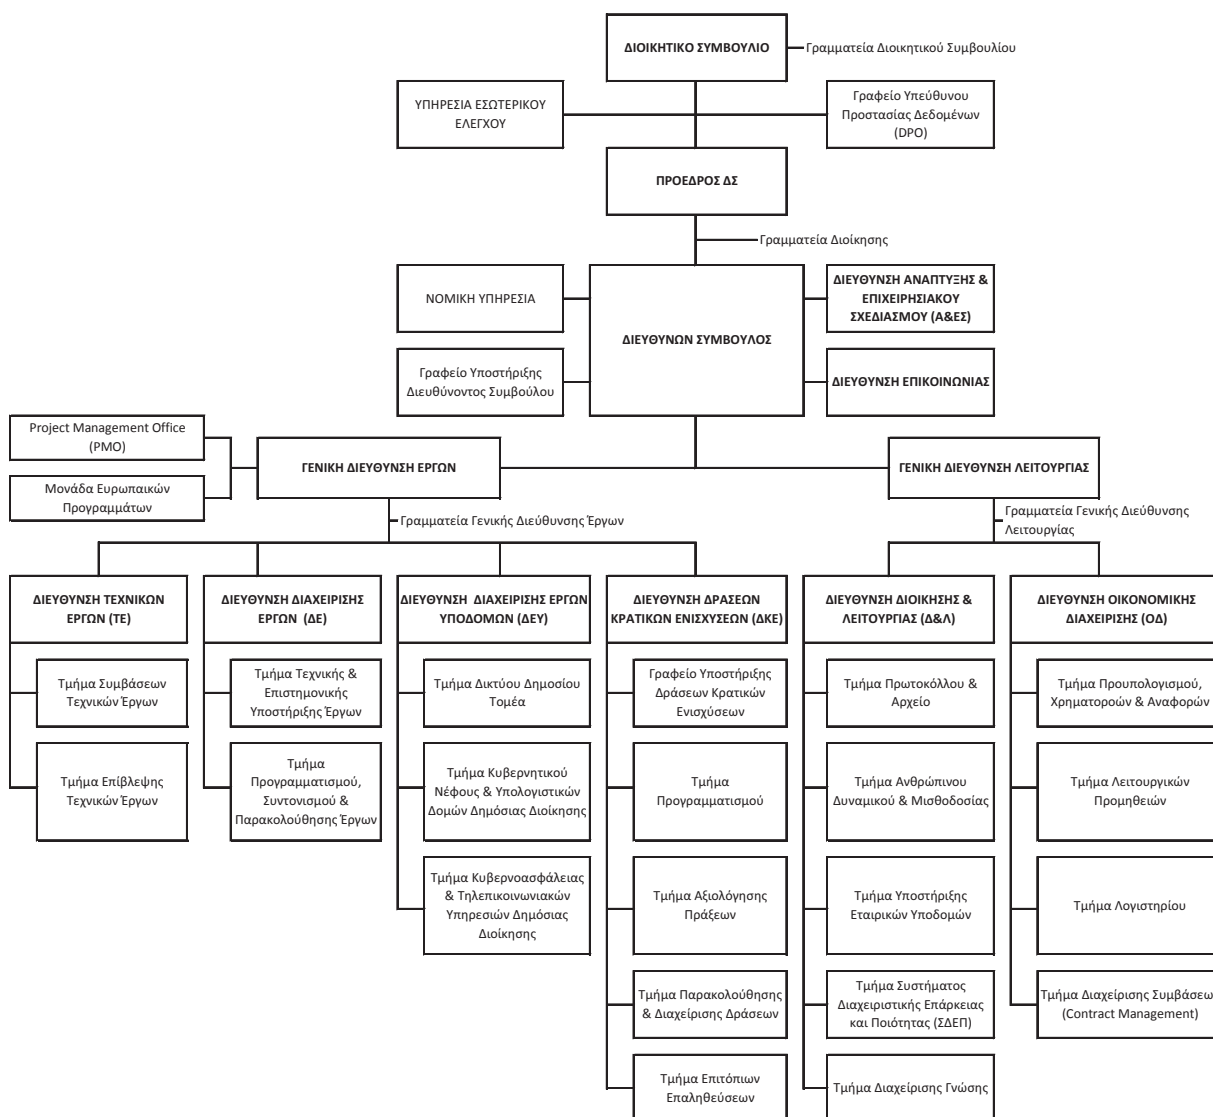 ΔΙΟΙΚΗΤΙΚΟ ΣΥΜΒΟΥΛΙΟ
Γραμματεία Διοικητικού Συμβουλίου
ΥΠΗΡΕΣΙΑ ΕΣΩΤΕΡΙΚΟΥ
ΕΛΕΓΧΟΥ
Γραφείο Υπεύθυνου
Προστασίας Δεδομένων
(DPO)
ΠΡΟΕΔΡΟΣ ΔΣ
Γραμματεία Διοίκησης
ΝΟΜΙΚΗ ΥΠΗΡΕΣΙΑ
ΔΙΕΥΘΥΝΩΝ ΣΥΜΒΟΥΛΟΣ
ΔΙΕΥΘΥΝΣΗ ΑΝΑΠΤΥΞΗΣ &
ΕΠΙΧΕΙΡΗΣΙΑΚΟΥ
ΣΧΕΔΙΑΣΜΟΥ (Α&ΕΣ)
Γραφείο Υποστήριξης
Διευθύνοντος Συμβούλου
ΔΙΕΥΘΥΝΣΗ ΕΠΙΚΟΙΝΩΝΙΑΣ
Project Management Office
(PMO)
Μονάδα Ευρωπαικών
Προγραμμάτων
ΓΕΝΙΚΗ ΔΙΕΥΘΥΝΣΗ ΕΡΓΩΝ
ΓΕΝΙΚΗ ΔΙΕΥΘΥΝΣΗ ΛΕΙΤΟΥΡΓΙΑΣ
Γραμματεία Γενικής Διεύθυνσης Έργων
Γραμματεία Γενικής Διεύθυνσης
Λειτουργίας
ΔΙΕΥΘΥΝΣΗ ΤΕΧΝΙΚΩΝ
ΕΡΓΩΝ (ΤΕ)
Τμήμα Συμβάσεων
Τεχνικών Έργων
Τμήμα Επίβλεψης
Τεχνικών Έργων
ΔΙΕΥΘΥΝΣΗ ΔΙΑΧΕΙΡΙΣΗΣ
ΕΡΓΩΝ (ΔΕ)
Τμήμα Τεχνικής &
Επιστημονικής
Υποστήριξης Έργων
Τμήμα
Προγραμματισμού,
Συντονισμού &
Παρακολούθησης Έργων
ΔΙΕΥΘΥΝΣΗ ΔΙΑΧΕΙΡΙΣΗΣ ΕΡΓΩΝ
ΥΠΟΔΟΜΩΝ (ΔΕΥ)
Τμήμα Δικτύου Δημοσίου
Τομέα
Τμήμα Κυβερνητικού
Νέφους & Υπολογιστικών
Δομών Δημόσιας Διοίκησης
Τμήμα Κυβερνοασφάλειας
& Τηλεπικοινωνιακών
Υπηρεσιών Δημόσιας
Διοίκησης
ΔΙΕΥΘΥΝΣΗ ΔΡΑΣΕΩΝ
ΚΡΑΤΙΚΩΝ ΕΝΙΣΧΥΣΕΩΝ (ΔΚΕ)
Γραφείο Υποστήριξης
Δράσεων Κρατικών
Ενισχύσεων
Τμήμα
Προγραμματισμού
Τμήμα Αξιολόγησης
Πράξεων
Τμήμα Παρακολούθησης
& Διαχείρισης Δράσεων
Τμήμα Επιτόπιων
Επαληθεύσεων
ΔΙΕΥΘΥΝΣΗ ΔΙΟΙΚΗΣΗΣ &
ΛΕΙΤΟΥΡΓΙΑΣ (Δ&Λ)
Τμήμα Πρωτοκόλλου &
Αρχείο
Τμήμα Ανθρώπινου
Δυναμικού & Μισθοδοσίας
Τμήμα Υποστήριξης
Εταιρικών Υποδομών
Τμήμα Συστήματος
Διαχειριστικής Επάρκειας
και Ποιότητας (ΣΔΕΠ)
Τμήμα Διαχείρισης Γνώσης
ΔΙΕΥΘΥΝΣΗ ΟΙΚΟΝΟΜΙΚΗΣ
ΔΙΑΧΕΙΡΙΣΗΣ (ΟΔ)
Τμήμα Προυπολογισμού,
Χρηματοροών & Αναφορών
Τμήμα Λειτουργικών
Προμηθειών
Τμήμα Λογιστηρίου
Τμήμα Διαχείρισης Συμβάσεων
(Contract Management)